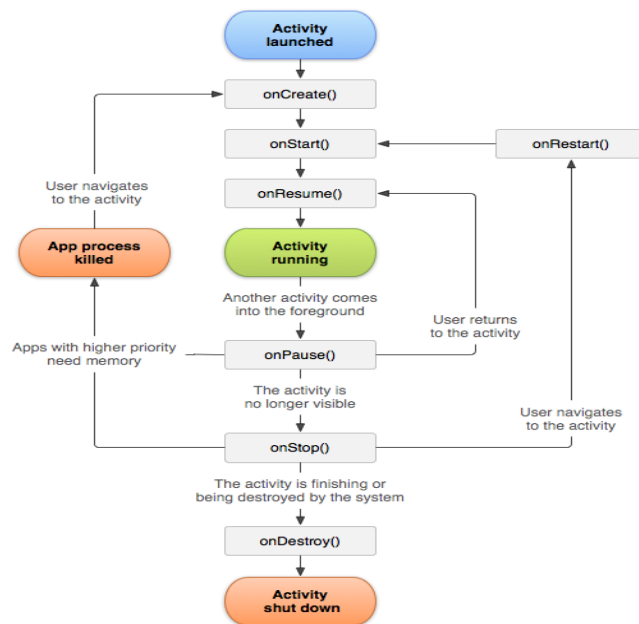 Activity
launched
onCreate()
onStart()
onRestart()
User navigates
to the activity
onResume()
App process
killed
Activity
running
Another activity comes
into the foreground
User returns
to the activity
Apps with higher priority
need memory
onPause()
The activity is
no longer visible
User navigates
to the activity
onStop()
The activity is finishing or
being destroyed by the system
onDestroy()
Activity
shut down